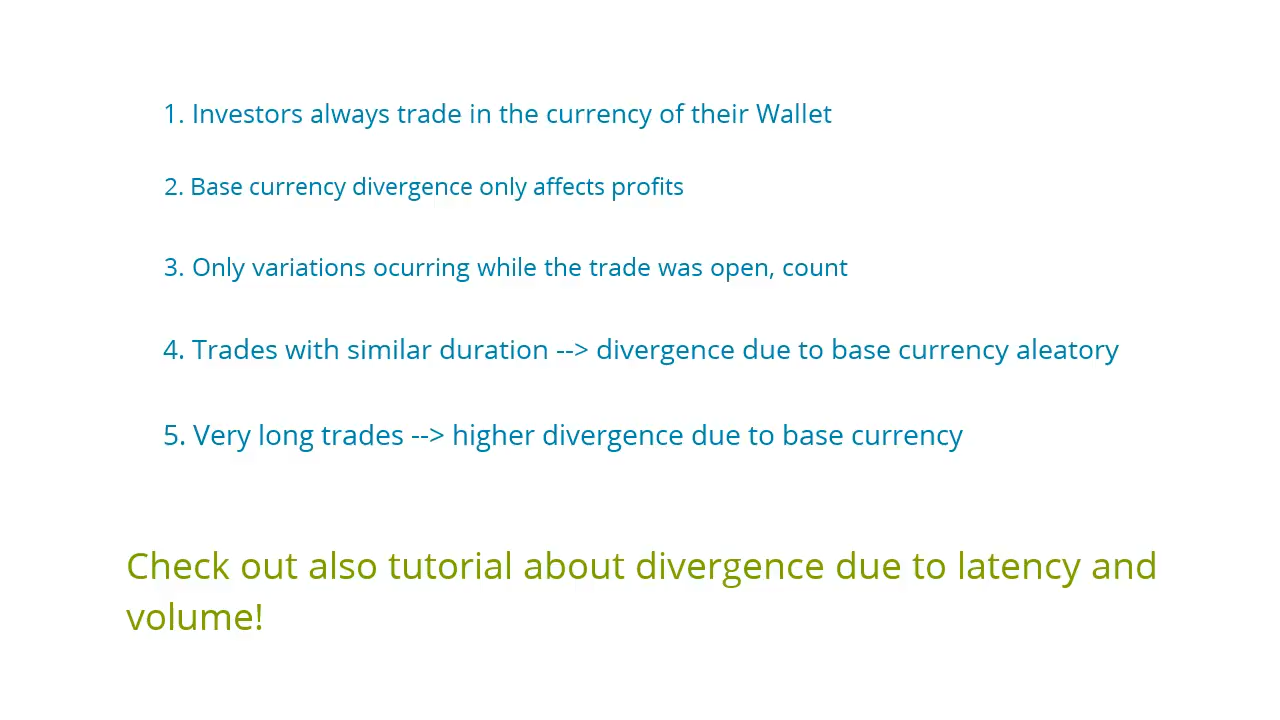 1. Investors always trade in the currency of their Wallet
2. Base currency divergence only affects profits
3. Only variations ocurring while the trade was open, count
4. Trades with similar duration --> divergence due to base currency aleatory
5. Very long trades --> higher divergence due to base currency
Check out also tutorial about divergence due to latency and
volume!